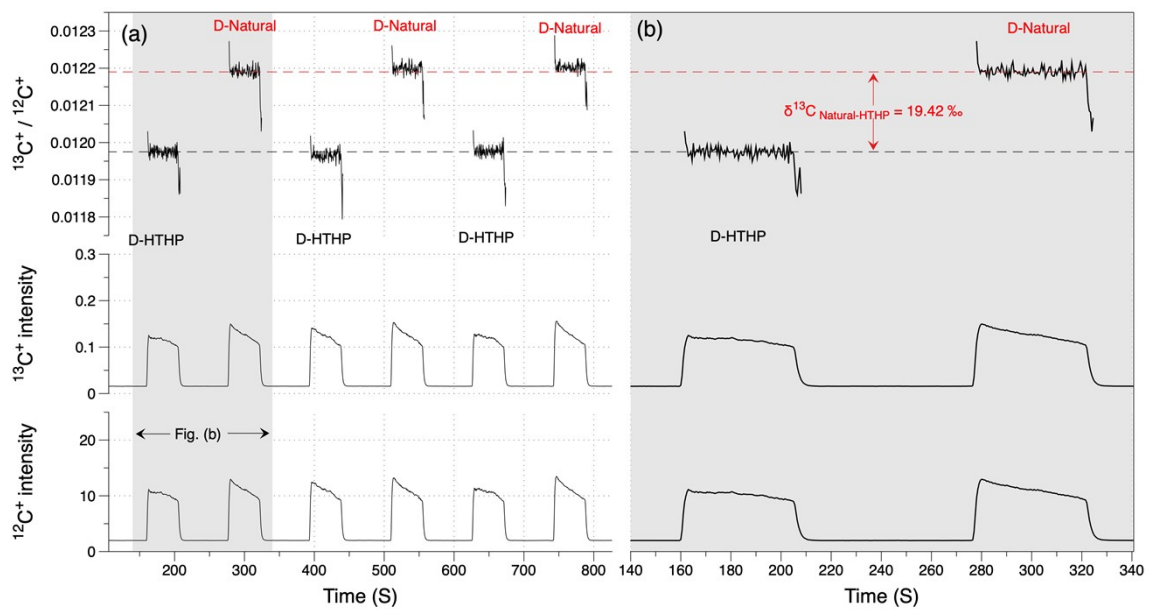 (a)
D-Natural
D-Natural
D-Natural
(b)
D-Natural
0.0123
0.0122
0.0121
0.0120
0.0119
0.0118
¹³C⁺ / ¹²C⁺
δ¹³C Natural-HTHP = 19.42 ‰
D-HTHP
D-HTHP
D-HTHP
D-HTHP
0.3
0.2
0.1
0
¹³C⁺ intensity
Fig. (b)
20
10
0
¹²C⁺ intensity
200 300 400 500 600 700 800
140 160 180 200 220 240 260 280 300 320 340
Time (S)
Time (S)